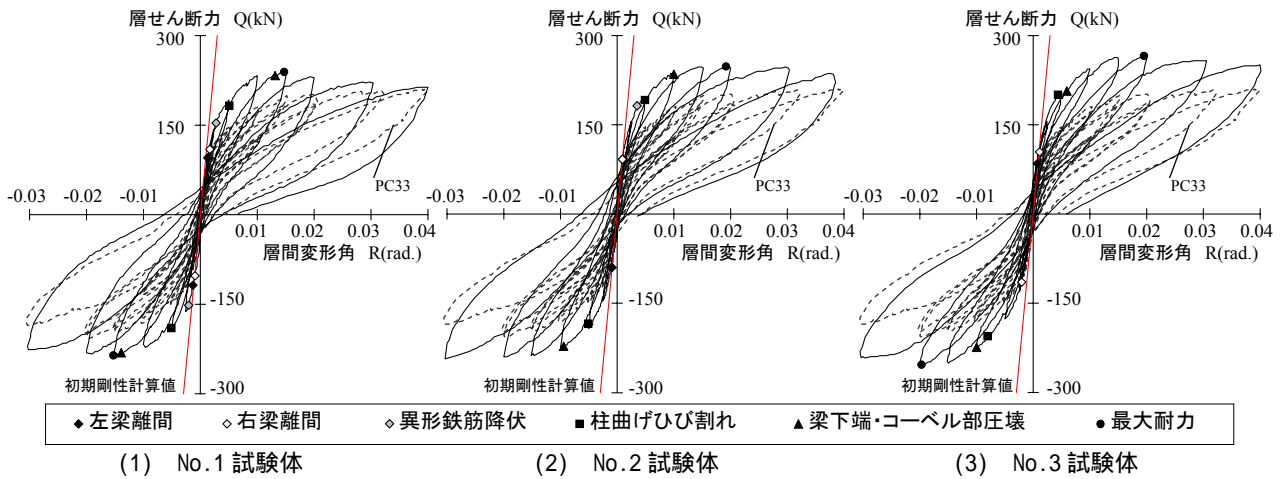 層せん断力 Q(kN)
300
150
-0.03 -0.02 -0.01
PC33
0.01 0.02 0.03 0.04
層間変形角 R(rad.)
-150
初期剛性計算値
-300
層せん断力 Q(kN)
300
150
-0.03 -0.02 -0.01
PC33
0.01 0.02 0.03 0.04
層間変形角 R(rad.)
-150
初期剛性計算値
-300
層せん断力 Q(kN)
300
150
-0.03 -0.02 -0.01
PC33
0.01 0.02 0.03 0.04
層間変形角 R(rad.)
-150
初期剛性計算値
-300
◆左梁離間 ◇右梁離間 ◈異形鉄筋降伏 ■柱曲げひび割れ ▲梁下端・コーベル部圧壊 ●最大耐力
(1) No.1試験体
(2) No.2試験体
(3) No.3試験体